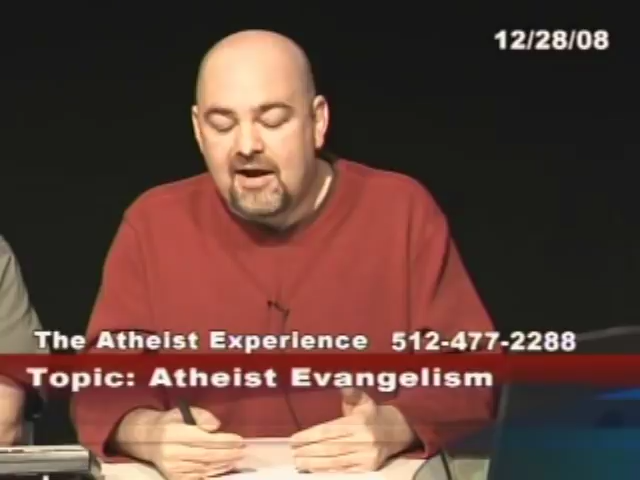 12/28/08
The Atheist Experience 512-477-2288
Topic: Atheist Evangelism